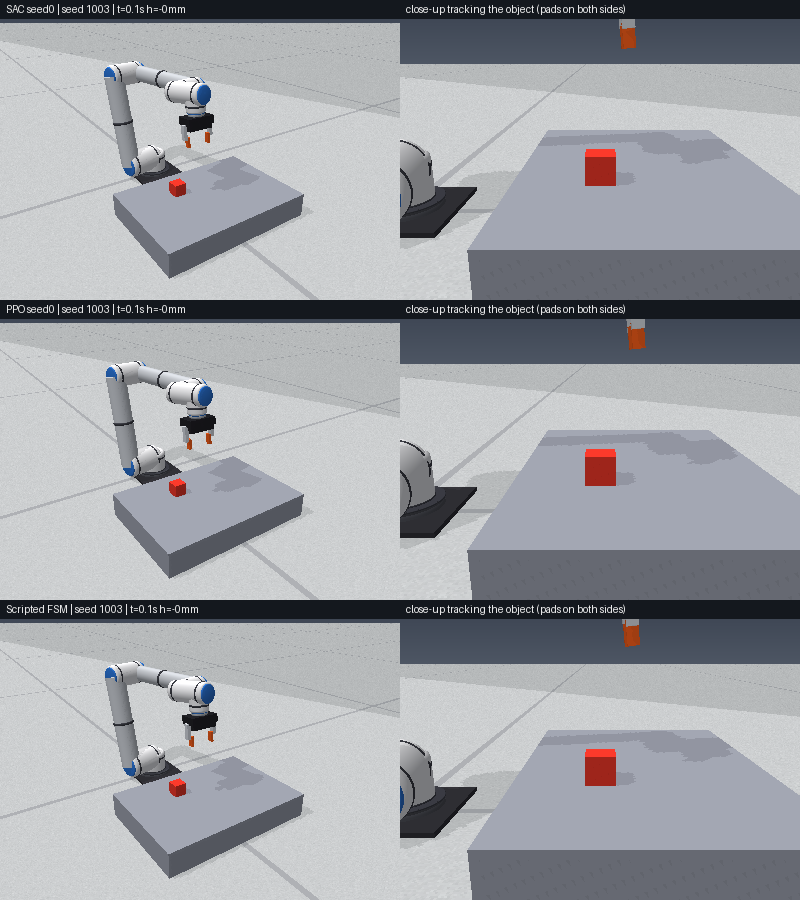 SAC seed0 | seed 1003 | t=0.1s h=-0mm
close-up tracking the object (pads on both sides)
PPO seed0 | seed 1003 | t=0.1s h=-0mm
close-up tracking the object (pads on both sides)
Scripted FSM | seed 1003 | t=0.1s h=-0mm
close-up tracking the object (pads on both sides)